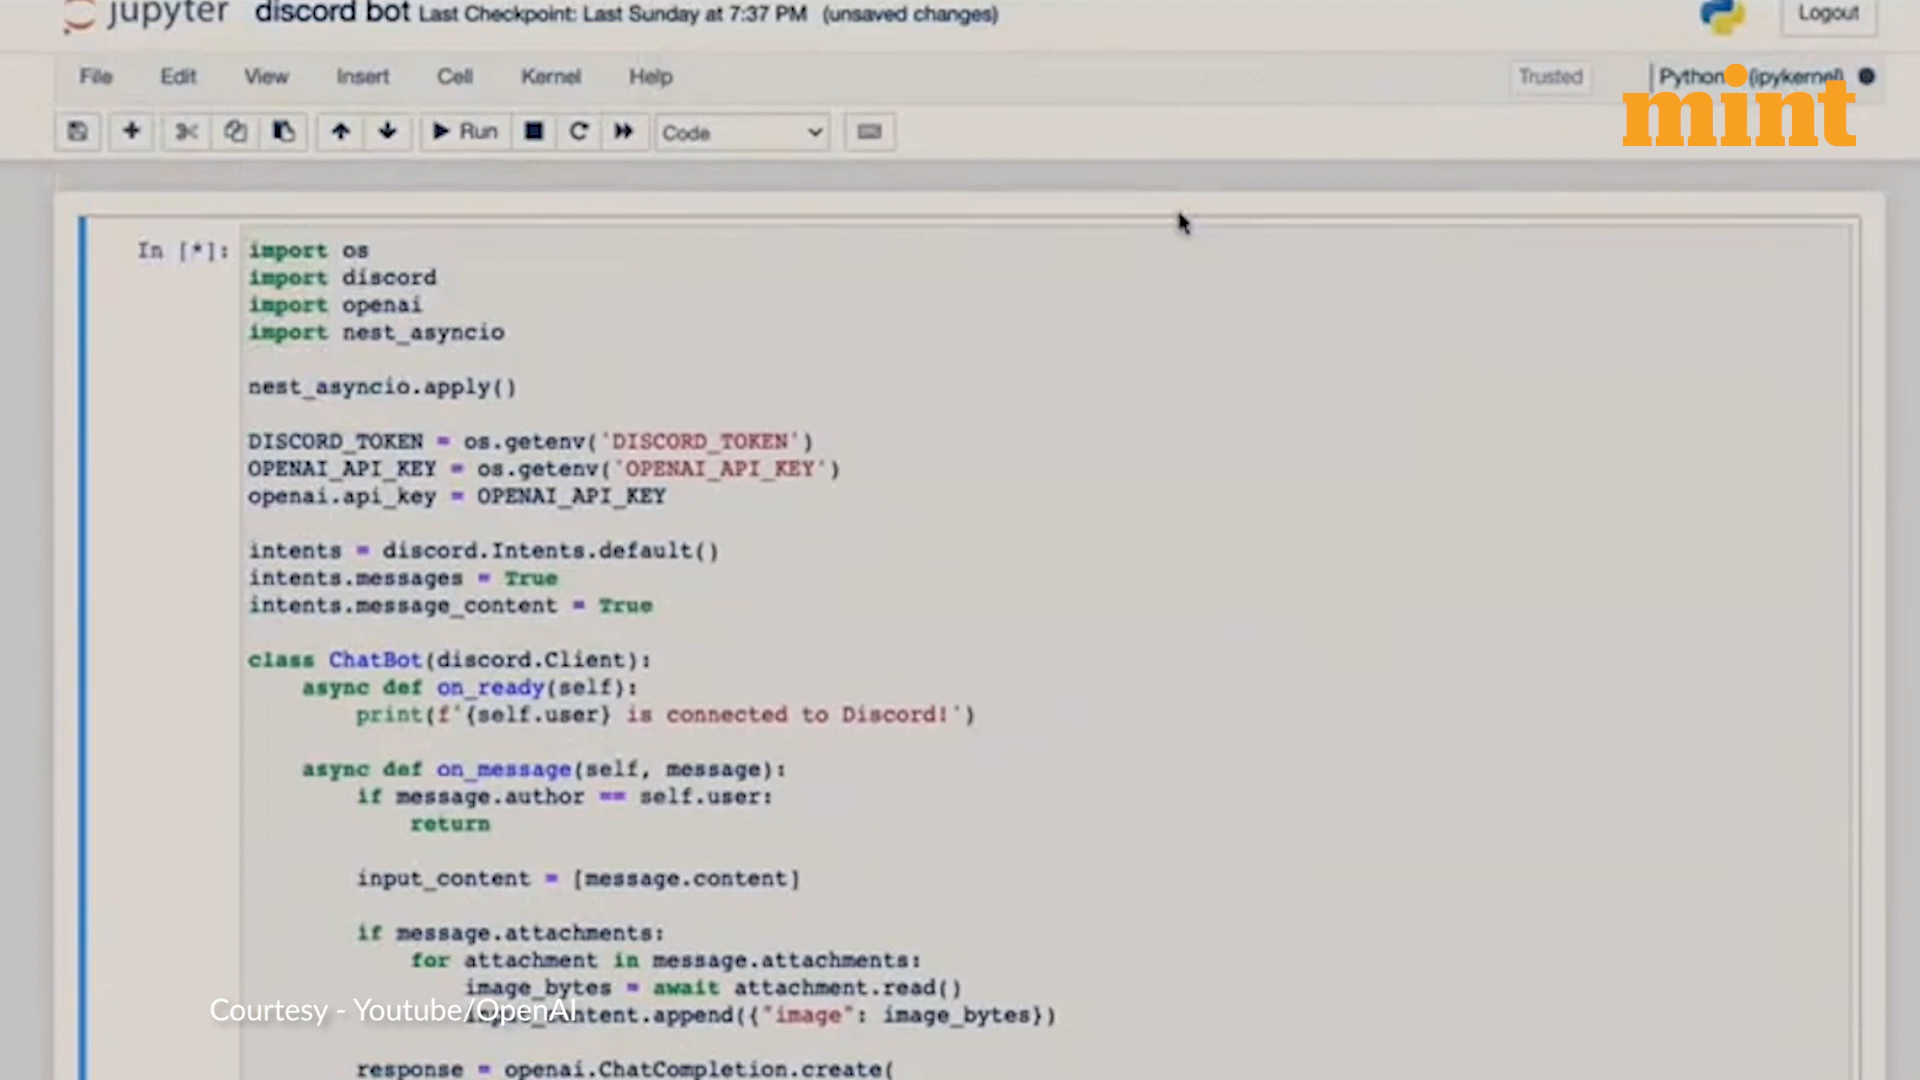 jupyter discord bot Last Checkpoint: Last Sunday at 7:37 PM (unsaved changes)
Logout
File Edit View Insert Cell Kernel Help
Trusted
Python (ipykernel)
mint
Run
Code
In [*]:
import os
import discord
import openai
import nest_asyncio
nest_asyncio.apply()
DISCORD_TOKEN = os.getenv('DISCORD_TOKEN')
OPENAI_API_KEY = os.getenv('OPENAI_API_KEY')
openai.api_key = OPENAI_API_KEY
intents = discord.Intents.default()
intents.messages = True
intents.message_content = True
class ChatBot(discord.Client):
async def on_ready(self):
print(f'{self.user} is connected to Discord!')
async def on_message(self, message):
if message.author == self.user:
return
input_content = [message.content]
if message.attachments:
for attachment in message.attachments:
image_bytes = await attachment.read()
Courtesy - Youtube/OpenAI
.append({"image": image_bytes})
response = openai.ChatCompletion.create(